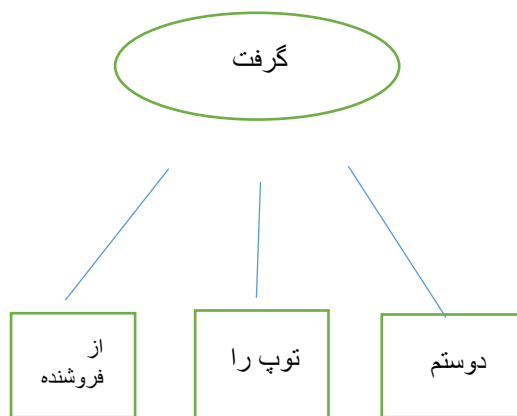 گرفت
دوستم
توپ را
از
فروشنده